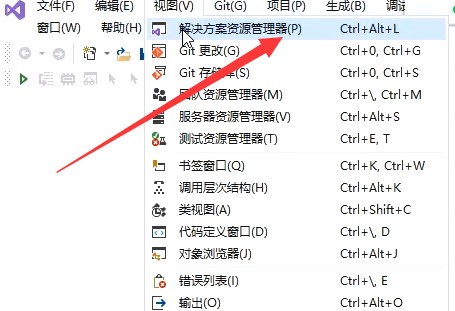 文件(F) 编辑(E) 视图(V) Git(G) 项目(P) 生成(B) 调试
窗口(W) 帮助(H)
解决方案资源管理器(P) Ctrl+Alt+L
Git 更改(G) Ctrl+0, Ctrl+G
Git 存储库(S) Ctrl+0, Ctrl+S
团队资源管理器(M) Ctrl+\, Ctrl+M
服务器资源管理器(V) Ctrl+Alt+S
测试资源管理器(T) Ctrl+E, T
书签窗口(Q) Ctrl+K, Ctrl+W
调用层次结构(H) Ctrl+Alt+K
类视图(A) Ctrl+Shift+C
代码定义窗口(D) Ctrl+\, D
对象浏览器(J) Ctrl+Alt+J
错误列表(I) Ctrl+\, E
输出(O) Ctrl+Alt+O